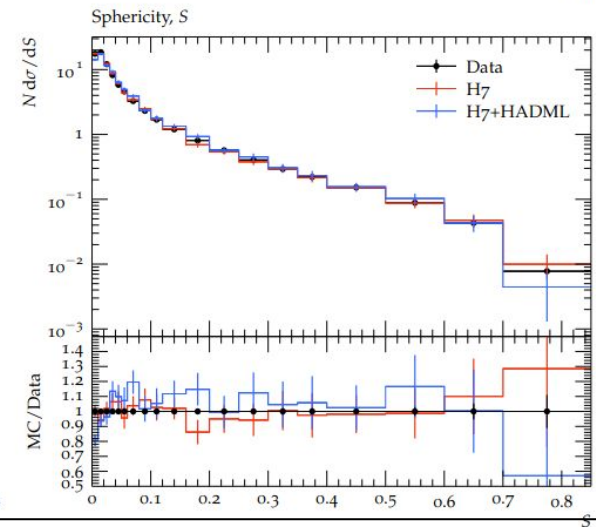 Sphericity, S
N dσ/dS
10¹
1
10⁻¹
10⁻²
10⁻³
Data
H7
H7+HADML
MC/Data
1.4
1.3
1.2
1.1
1
0.9
0.8
0.7
0.6
0.5
0 0.1 0.2 0.3 0.4 0.5 0.6 0.7 0.8
S